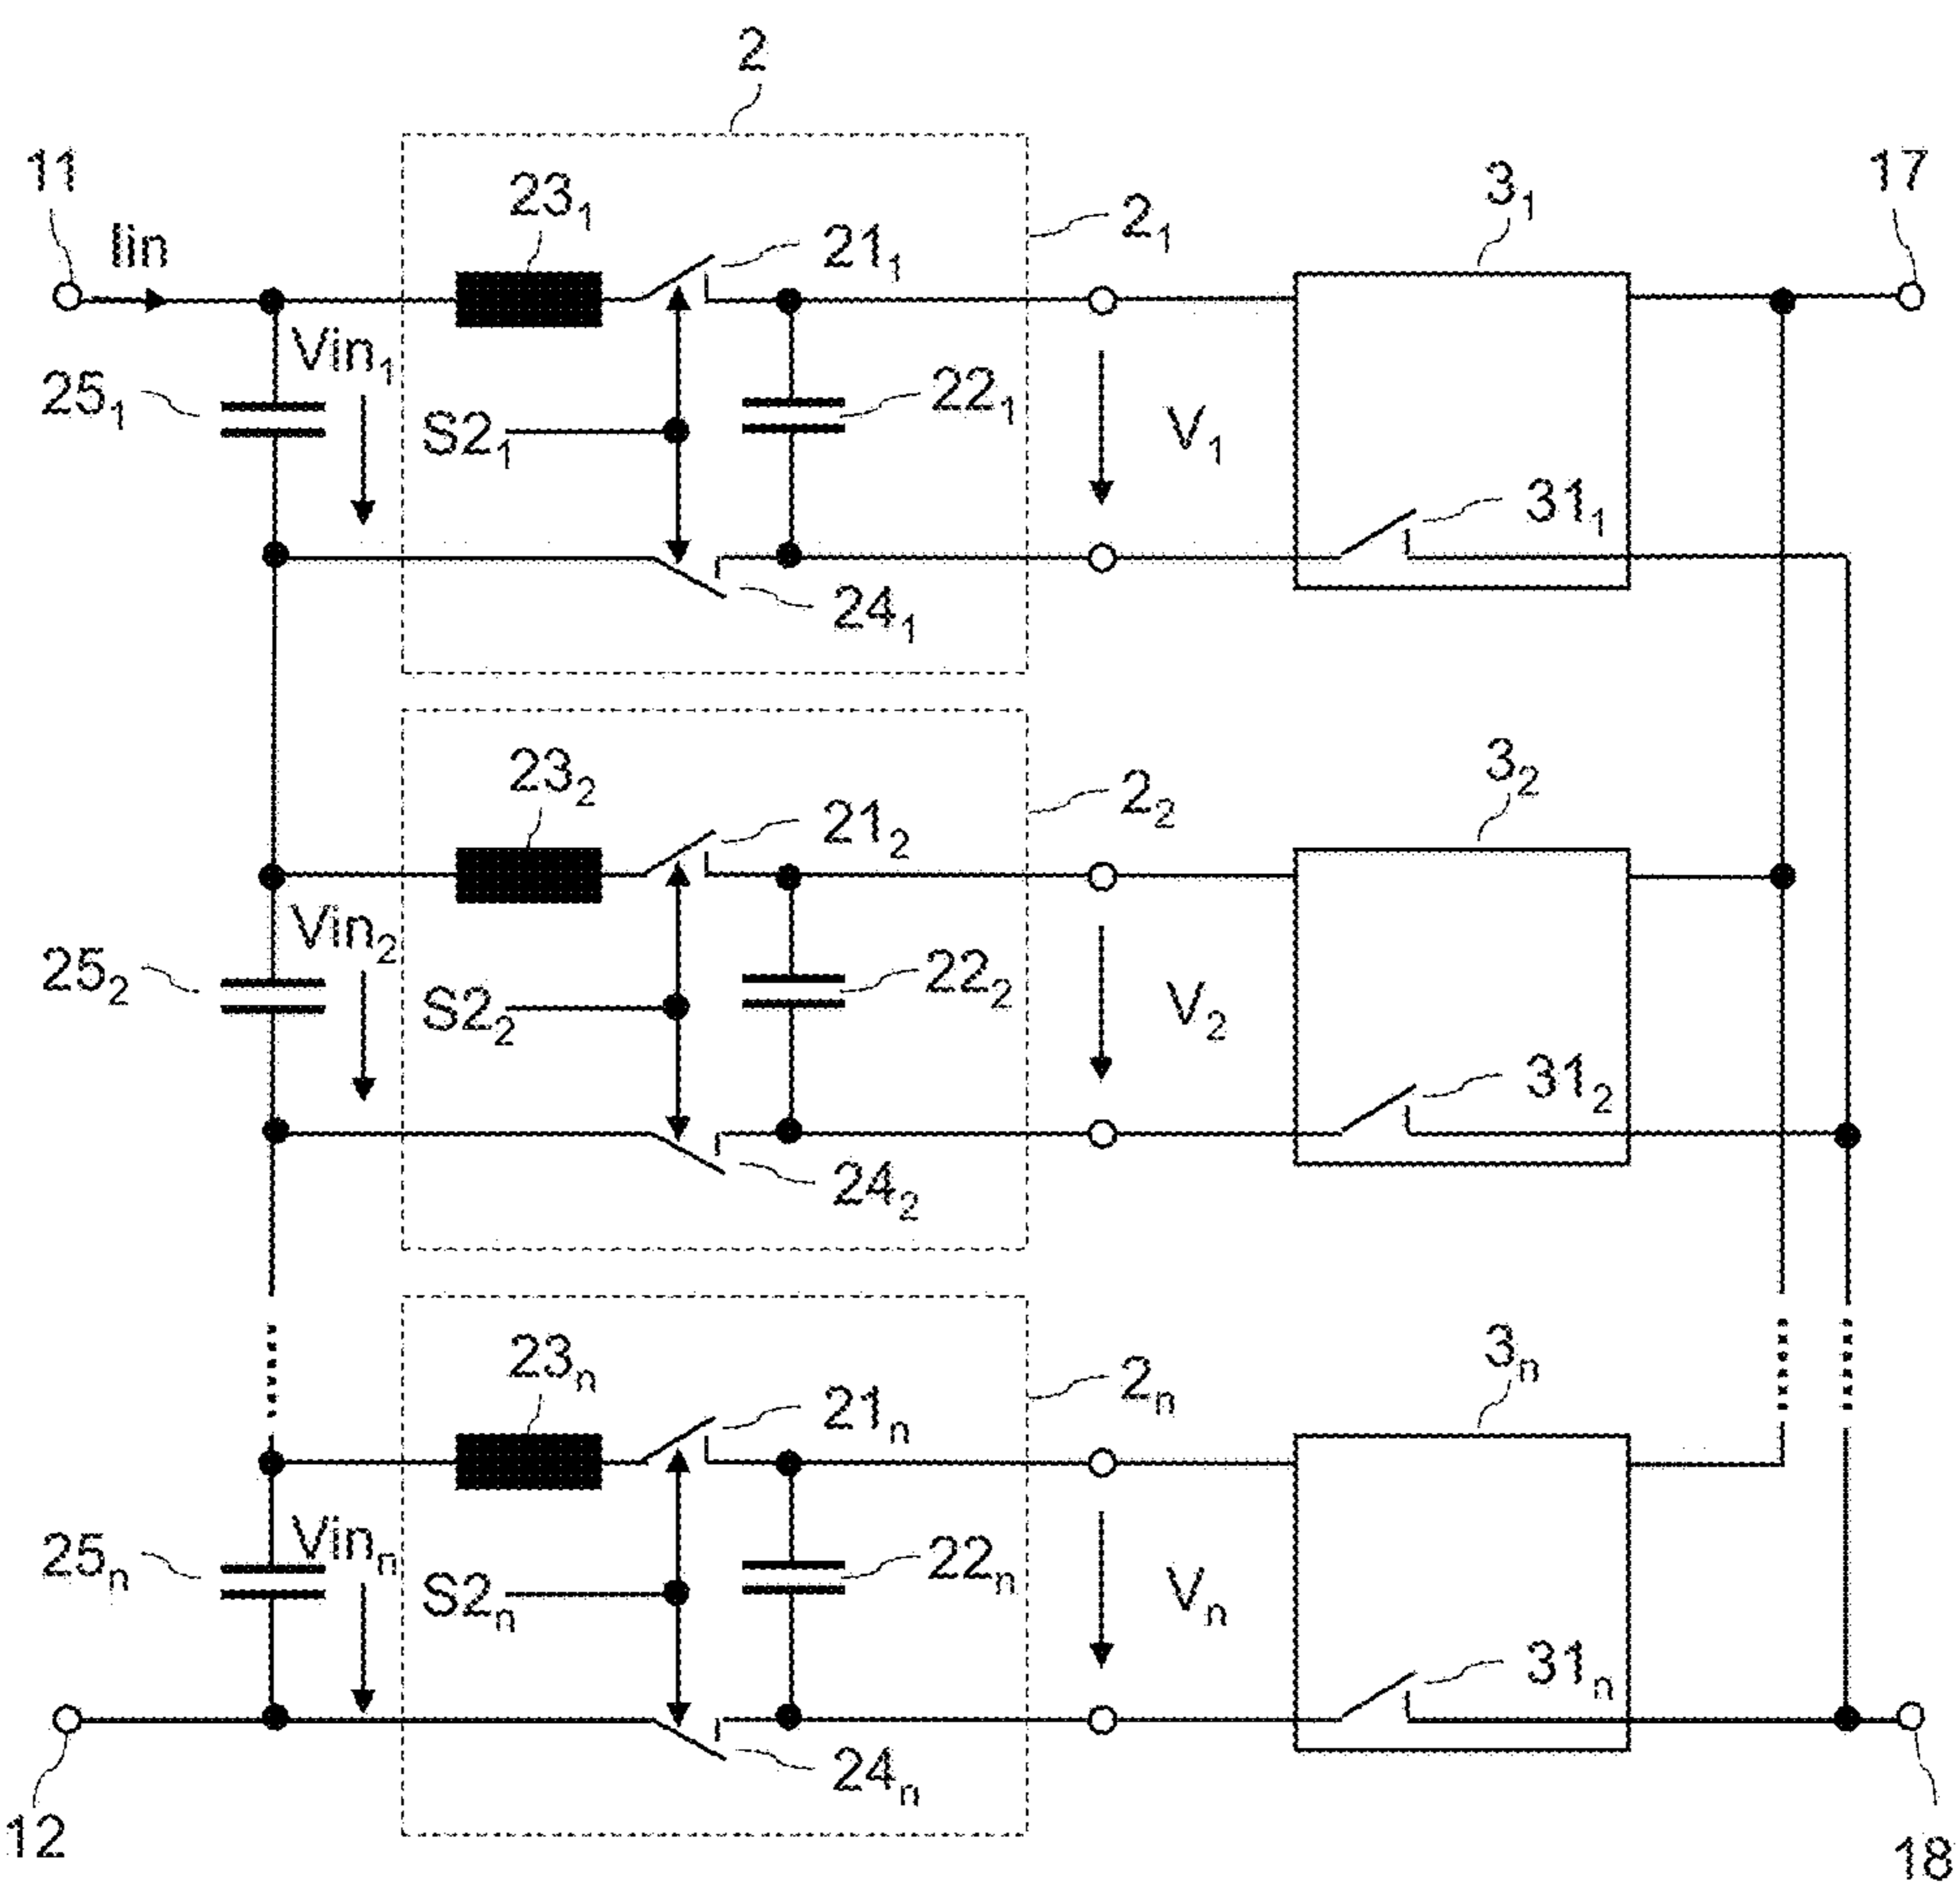 2
11
Iin
23₁
21₁
2₁
3₁
17
Vin₁
25₁
S2₁
22₁
V₁
31₁
24₁
23₂
21₂
2₂
3₂
Vin₂
25₂
S2₂
22₂
V₂
31₂
24₂
23ₙ
21ₙ
2ₙ
3ₙ
Vinₙ
25ₙ
S2ₙ
22ₙ
Vₙ
31ₙ
24ₙ
12
18